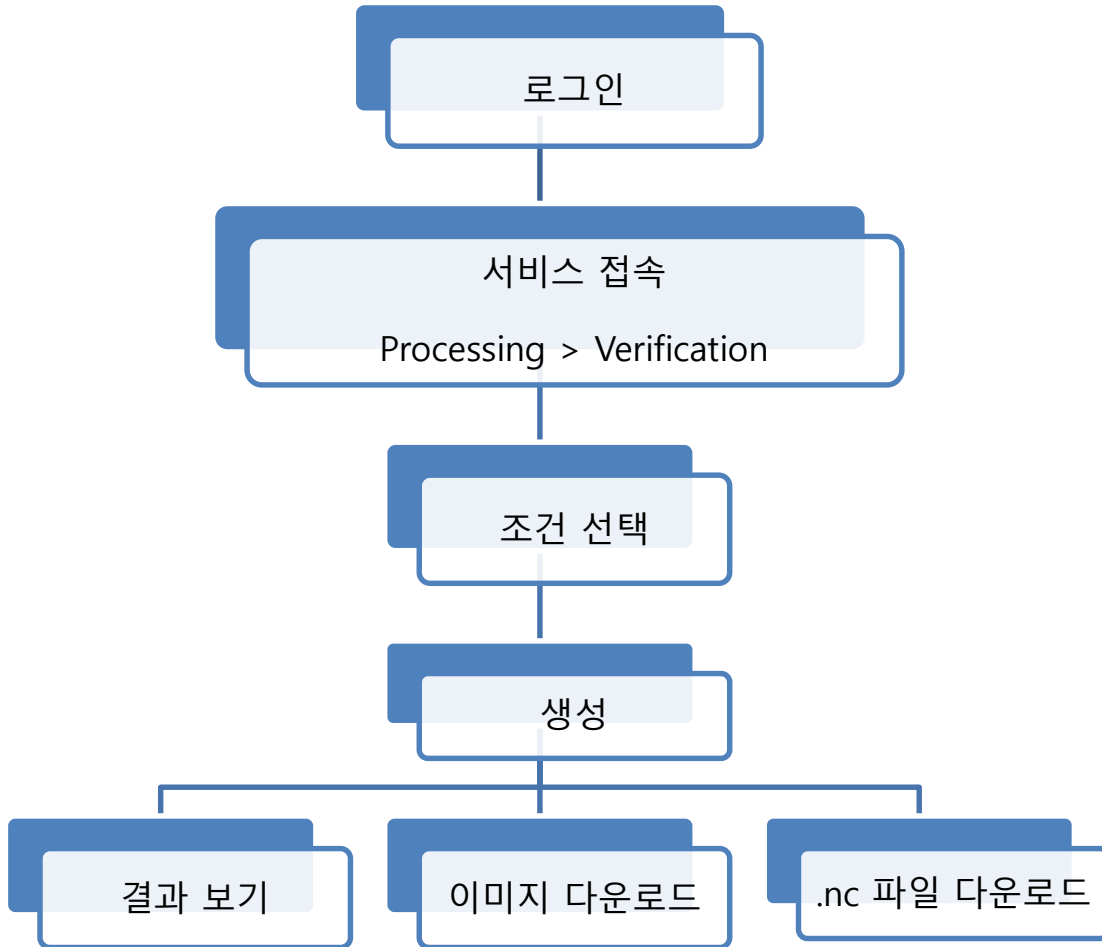 로그인
서비스 접속
Processing > Verification
조건 선택
생성
결과 보기
이미지 다운로드
.nc 파일 다운로드